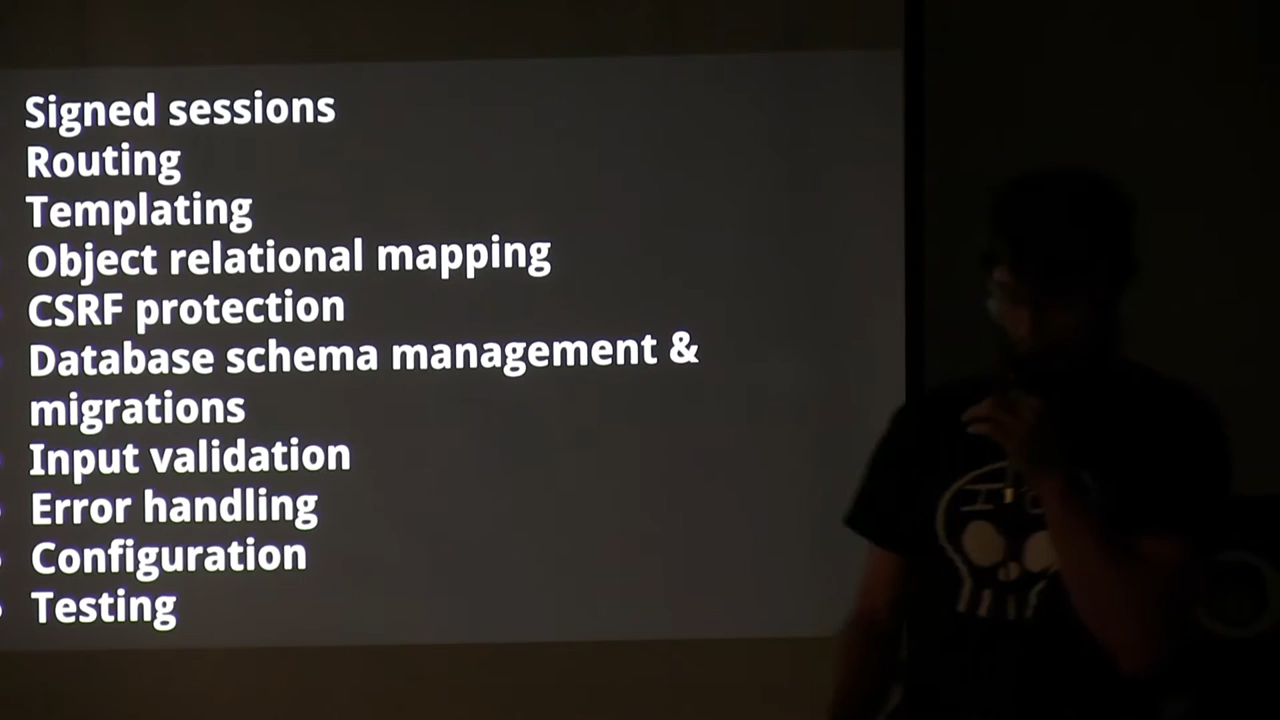 Signed sessions
Routing
Templating
Object relational mapping
CSRF protection
Database schema management &
migrations
Input validation
Error handling
Configuration
Testing